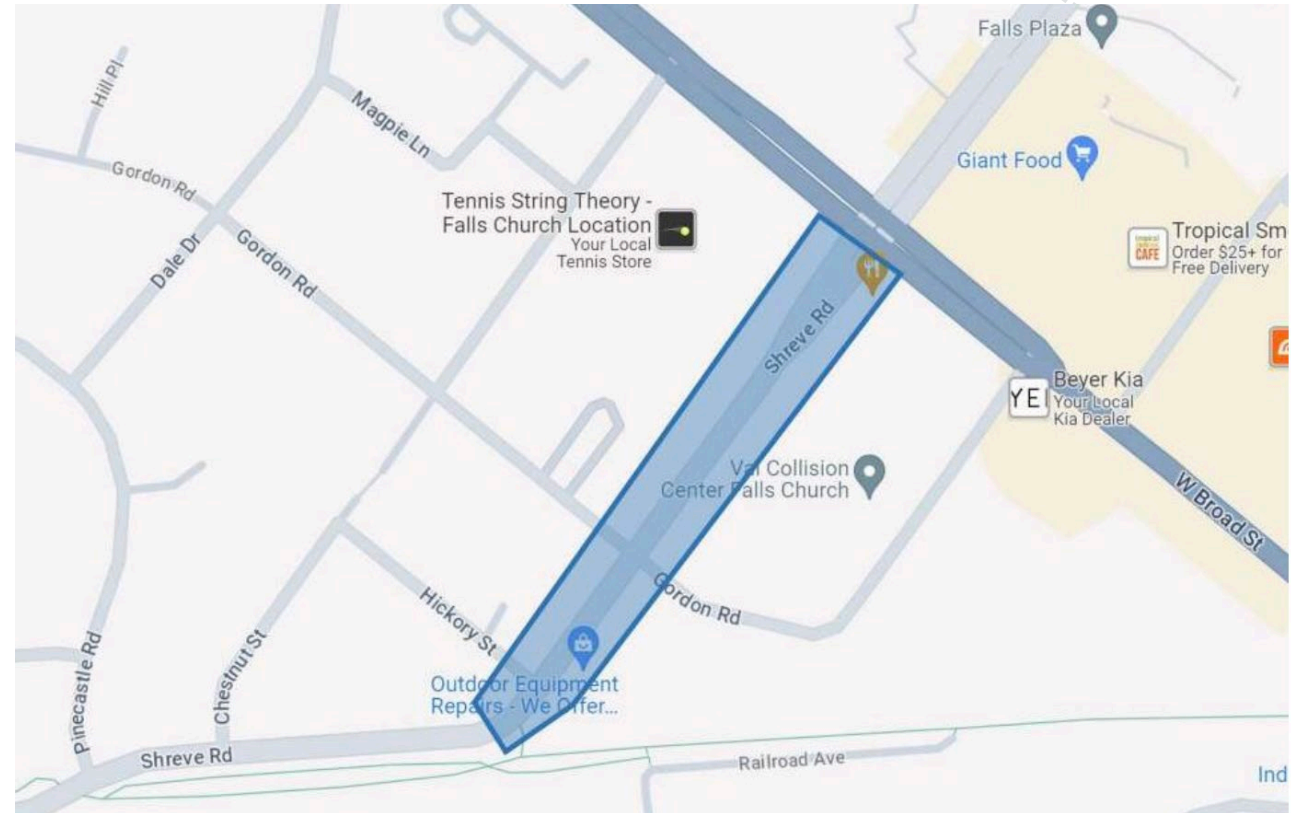 Falls Plaza
Hill Pl
Magpie Ln
Giant Food
Gordon Rd
Tennis String Theory -
Falls Church Location
Your Local
Tennis Store
Tropical Sm
Order $25+ for
Free Delivery
CAFE
Dale Dr
Gordon Rd
Shreve Rd
Beyer Kia
Your Local
Kia Dealer
YE
Val Collision
Center Falls Church
W Broad St
Gordon Rd
Hickory St
Pinecastle Rd
Chestnut St
Outdoor Equipment
Repairs - We Offer...
Shreve Rd
Railroad Ave
Ind